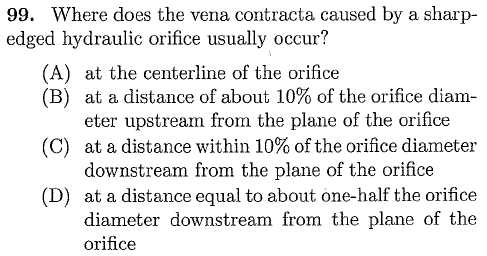 99. Where does the vena contracta caused by a sharp-
edged hydraulic orifice usually occur?
(A) at the centerline of the orifice
(B) at a distance of about 10% of the orifice diam-
eter upstream from the plane of the orifice
(C) at a distance within 10% of the orifice diameter
downstream from the plane of the orifice
(D) at a distance equal to about one-half the orifice
diameter downstream from the plane of the
orifice